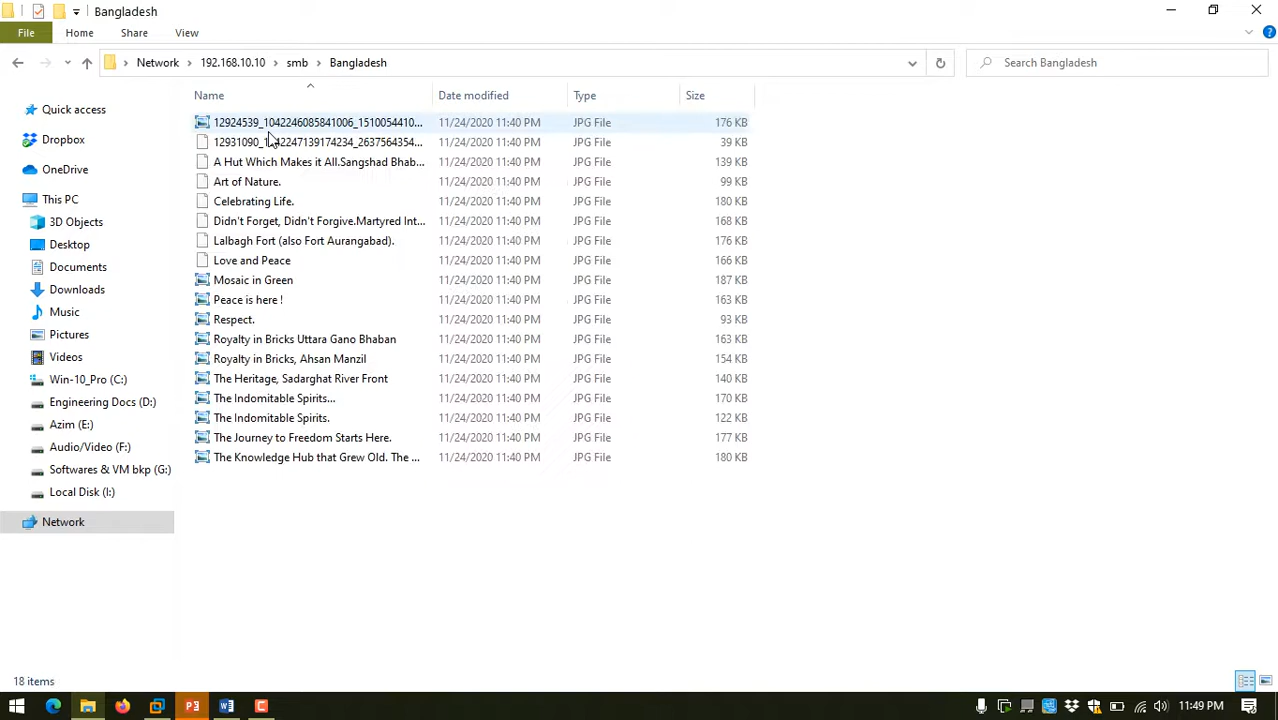 Bangladesh
File Home Share View
Network 192.168.10.10 smb Bangladesh Search Bangladesh
Name Date modified Type Size
Quick access
Dropbox
OneDrive
This PC
3D Objects
Desktop
Documents
Downloads
Music
Pictures
Videos
Win-10_Pro (C:)
Engineering Docs (D:)
Azim (E:)
Audio/Video (F:)
Softwares & VM bkp (G:)
Local Disk (I:)
Network
12924539_1042246085841006_1510054410... 11/24/2020 11:40 PM JPG File 176 KB
12931090_1042247139174234_2637564354... 11/24/2020 11:40 PM JPG File 39 KB
A Hut Which Makes it All.Sangshad Bhab... 11/24/2020 11:40 PM JPG File 139 KB
Art of Nature. 11/24/2020 11:40 PM JPG File 99 KB
Celebrating Life. 11/24/2020 11:40 PM JPG File 180 KB
Didn't Forget, Didn't Forgive.Martyred Int... 11/24/2020 11:40 PM JPG File 168 KB
Lalbagh Fort (also Fort Aurangabad). 11/24/2020 11:40 PM JPG File 176 KB
Love and Peace 11/24/2020 11:40 PM JPG File 166 KB
Mosaic in Green 11/24/2020 11:40 PM JPG File 187 KB
Peace is here ! 11/24/2020 11:40 PM JPG File 163 KB
Respect. 11/24/2020 11:40 PM JPG File 93 KB
Royalty in Bricks Uttara Gano Bhaban 11/24/2020 11:40 PM JPG File 163 KB
Royalty in Bricks, Ahsan Manzil 11/24/2020 11:40 PM JPG File 154 KB
The Heritage, Sadarghat River Front 11/24/2020 11:40 PM JPG File 140 KB
The Indomitable Spirits... 11/24/2020 11:40 PM JPG File 170 KB
The Indomitable Spirits. 11/24/2020 11:40 PM JPG File 122 KB
The Journey to Freedom Starts Here. 11/24/2020 11:40 PM JPG File 177 KB
The Knowledge Hub that Grew Old. The ... 11/24/2020 11:40 PM JPG File 180 KB
18 items
11:49 PM